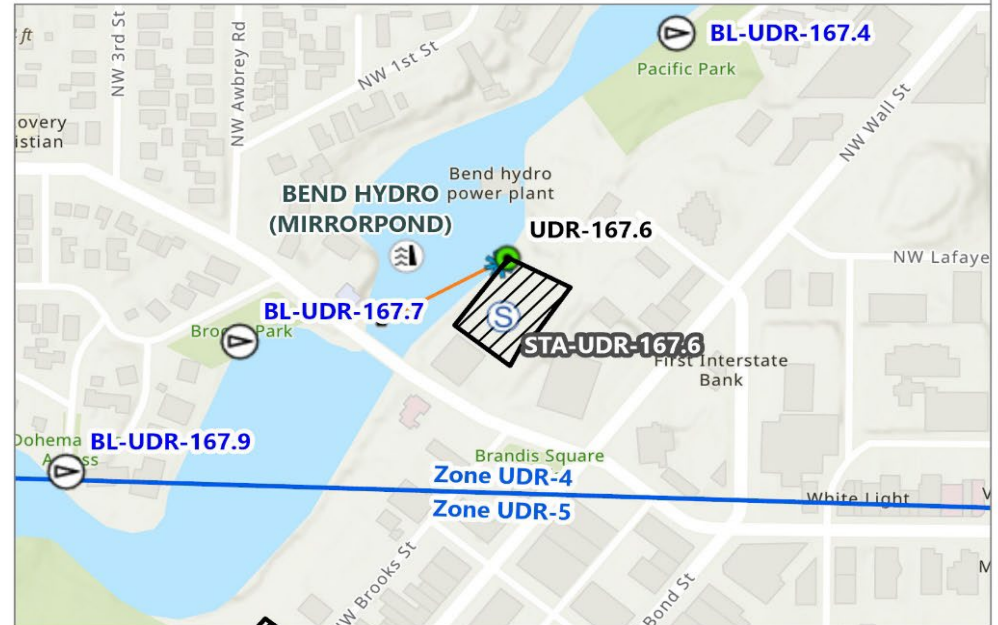 ft
NW 3rd St
NW Awbrey Rd
NW 1st St
BL-UDR-167.4
Pacific Park
NW Wall St
overy
istian
Bend hydro
power plant
BEND HYDRO
(MIRRORPOND)
UDR-167.6
NW Lafaye
BL-UDR-167.7
Park
S
STA-UDR-167.6
First Interstate
Bank
BL-UDR-167.9
Dohema
ss
Brandis Square
Zone UDR-4
Zone UDR-5
White Light
NW Brooks St
Bond St